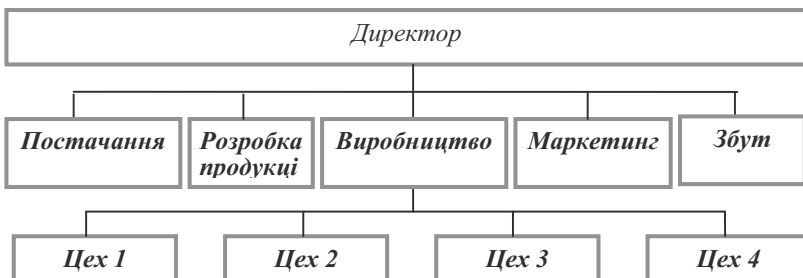 Директор
Постачання
Розробка
продукці
Виробництво
Маркетинг
Збут
Цех 1
Цех 2
Цех 3
Цех 4